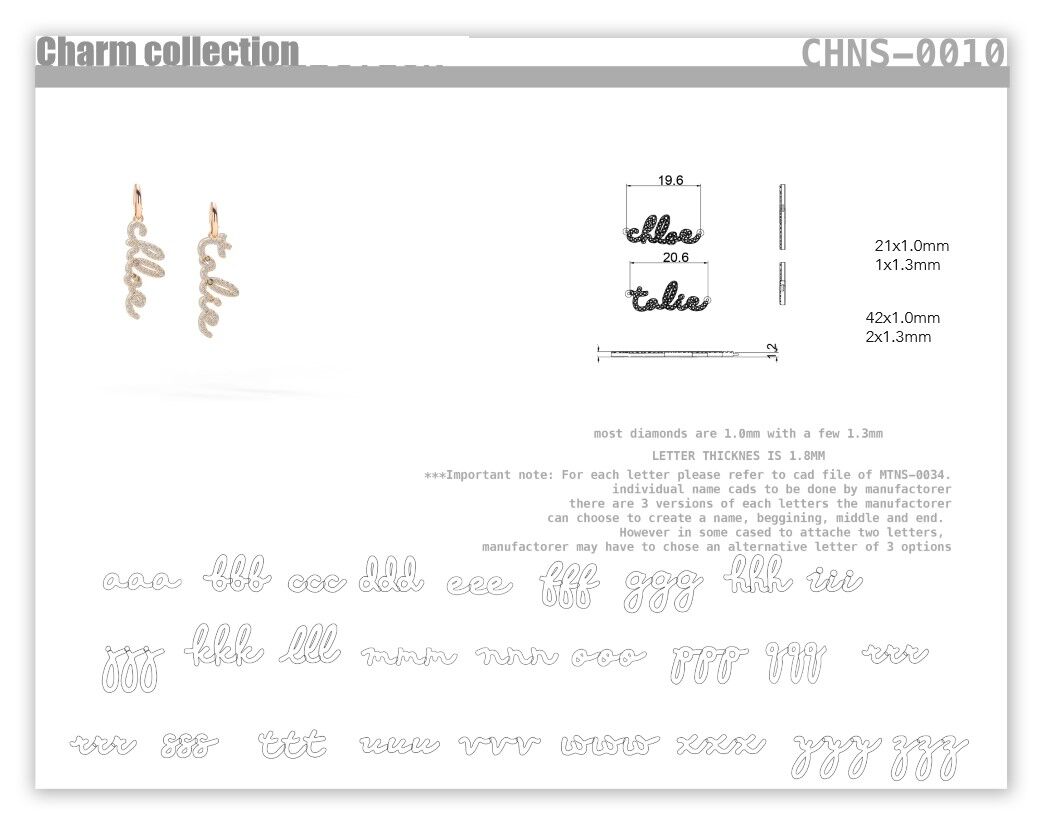 Charm collection
CHNS-0010
19.6
chloe
20.6
talie
1.2
chloe
talie
21x1.0mm
1x1.3mm
42x1.0mm
2x1.3mm
most diamonds are 1.0mm with a few 1.3mm
LETTER THICKNES IS 1.8MM
***Important note: For each letter please refer to cad file of MTNS-0034.
individual name cads to be done by manufactorer
there are 3 versions of each letters the manufactorer
can choose to create a name, beggining, middle and end.
However in some cased to attache two letters,
manufactorer may have to chose an alternative letter of 3 options
aaa bbb ccc ddd eee fff ggg hhh iii
jjj kkk lll mmm nnn ooo ppp qqq rrr
rrr sss ttt uuu vvv www xxx yyy zzz